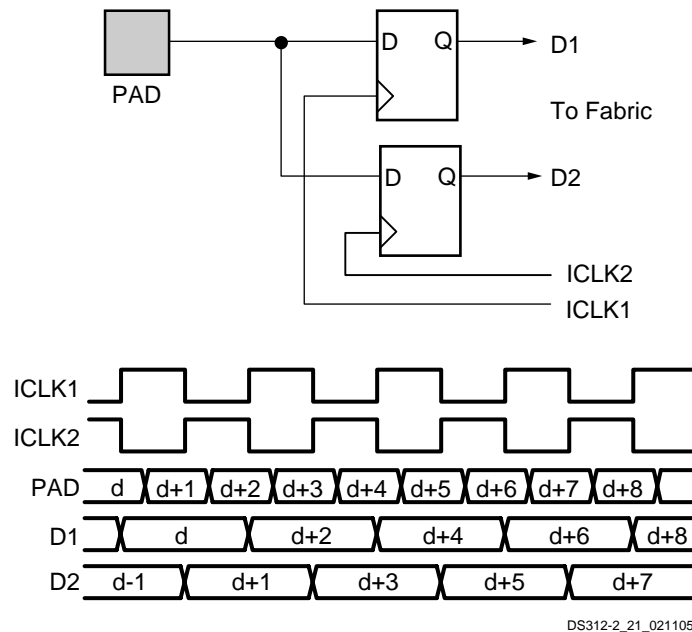 D Q D1
PAD
To Fabric
D Q D2
ICLK2
ICLK1
ICLK1
ICLK2
PAD d d+1 d+2 d+3 d+4 d+5 d+6 d+7 d+8
D1 d d+2 d+4 d+6 d+8
D2 d-1 d+1 d+3 d+5 d+7
DS312-2_21_021105